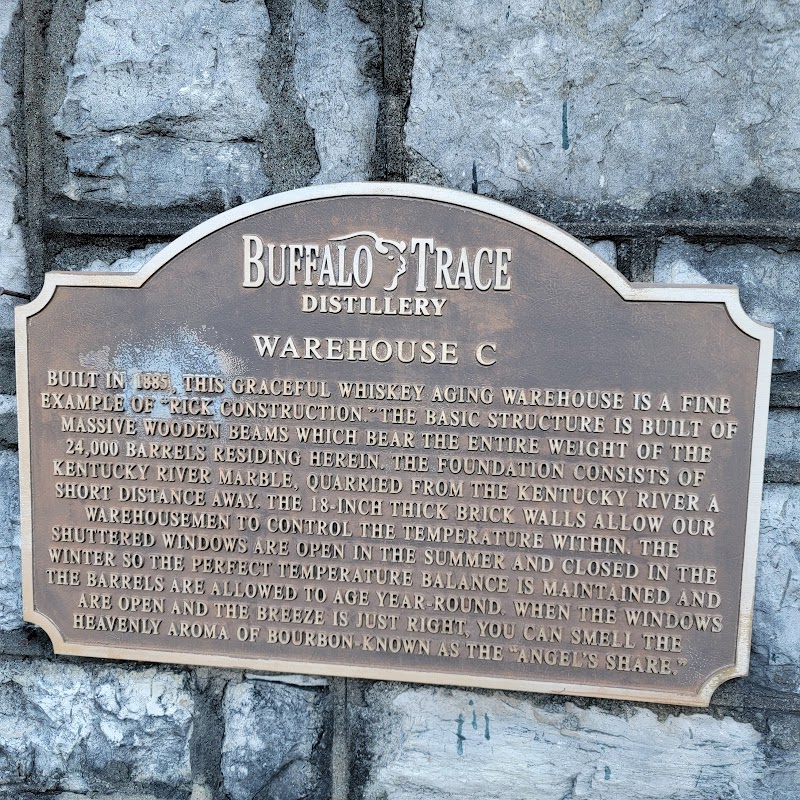 BUFFALO TRACE
DISTILLERY
WAREHOUSE C
BUILT IN 1885, THIS GRACEFUL WHISKEY AGING WAREHOUSE IS A FINE
EXAMPLE OF "RICK CONSTRUCTION." THE BASIC STRUCTURE IS BUILT OF
MASSIVE WOODEN BEAMS WHICH BEAR THE ENTIRE WEIGHT OF THE
24,000 BARRELS RESIDING HEREIN. THE FOUNDATION CONSISTS OF
KENTUCKY RIVER MARBLE, QUARRIED FROM THE KENTUCKY RIVER A
SHORT DISTANCE AWAY. THE 18-INCH THICK BRICK WALLS ALLOW OUR
WAREHOUSEMEN TO CONTROL THE TEMPERATURE WITHIN. THE
SHUTTERED WINDOWS ARE OPEN IN THE SUMMER AND CLOSED IN THE
WINTER SO THE PERFECT TEMPERATURE BALANCE IS MAINTAINED AND
THE BARRELS ARE ALLOWED TO AGE YEAR-ROUND. WHEN THE WINDOWS
ARE OPEN AND THE BREEZE IS JUST RIGHT, YOU CAN SMELL THE
HEAVENLY AROMA OF BOURBON-KNOWN AS THE "ANGEL'S SHARE."